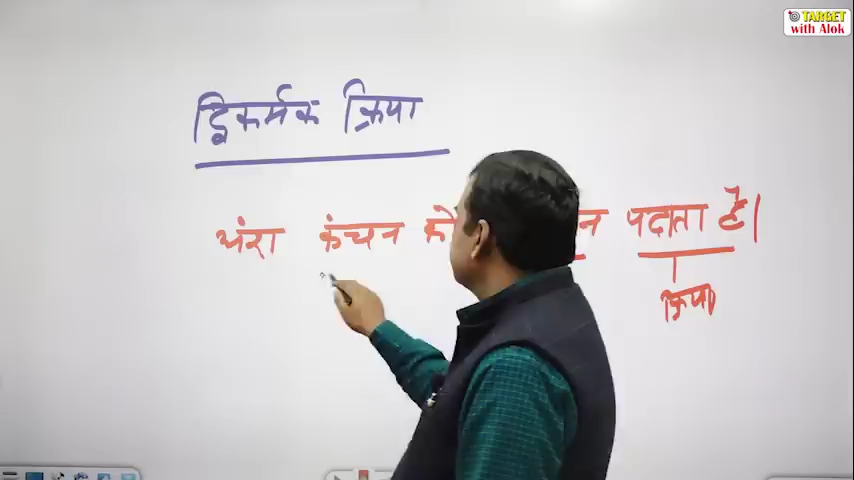 TARGET
with Alok
द्विकर्मक क्रिया
कंचन को पढाता है।
क्रिया